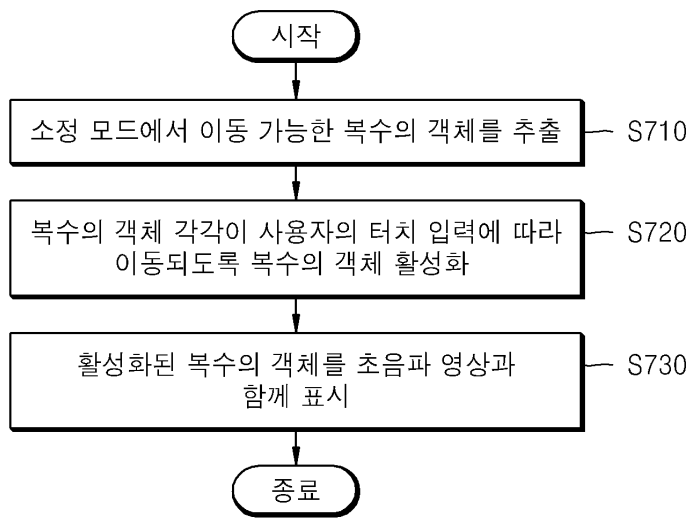 시작
소정 모드에서 이동 가능한 복수의 객체를 추출
S710
복수의 객체 각각이 사용자의 터치 입력에 따라
이동되도록 복수의 객체 활성화
S720
활성화된 복수의 객체를 초음파 영상과
함께 표시
S730
종료